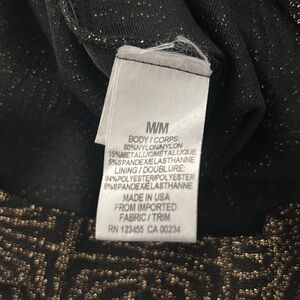 M/M
BODY / CORPS:
80%NYLON/NYLON
15%METALLIC/METALLIQUE
5%SPANDEX/ELASTHANNE
LINING / DOUBLURE:
94%POLYESTER/POLYESTER
6%SPANDEX/ELASTHANNE
MADE IN USA
FROM IMPORTED
FABRIC / TRIM
RN 123455 CA 00234